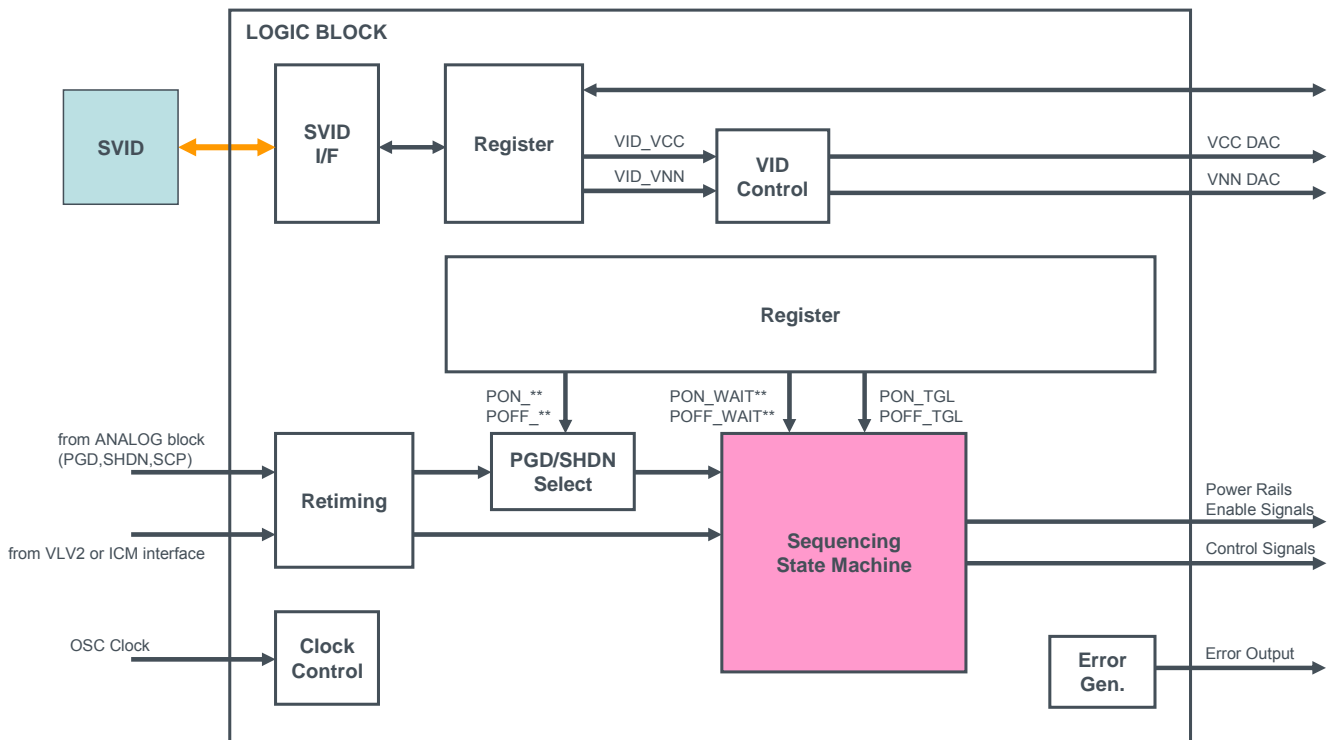 LOGIC BLOCK
SVID
SVID
I/F
Register
VID_VCC
VID_VNN
VID
Control
VCC DAC
VNN DAC
Register
PON_**
POFF_**
PON_WAIT**
POFF_WAIT**
PON_TGL
POFF_TGL
from ANALOG block
(PGD,SHDN,SCP)
Retiming
PGD/SHDN
Select
from VLV2 or ICM interface
Sequencing
State Machine
Power Rails
Enable Signals
Control Signals
OSC Clock
Clock
Control
Error
Gen.
Error Output